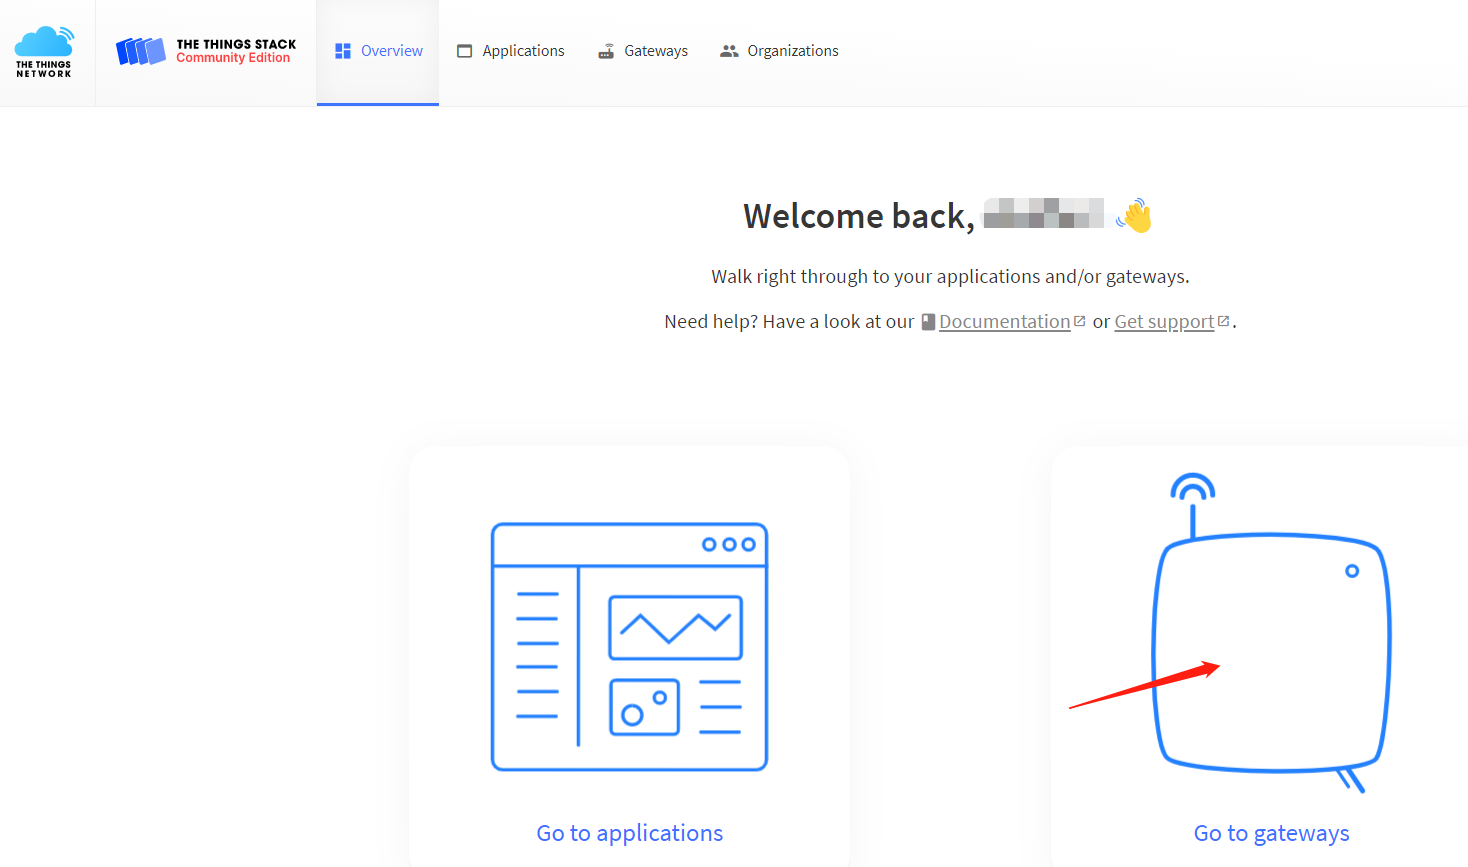 THE THINGS
NETWORK
THE THINGS STACK
Community Edition
Overview
Applications
Gateways
Organizations
Welcome back,
Walk right through to your applications and/or gateways.
Need help? Have a look at our Documentation or Get support.
Go to applications
Go to gateways